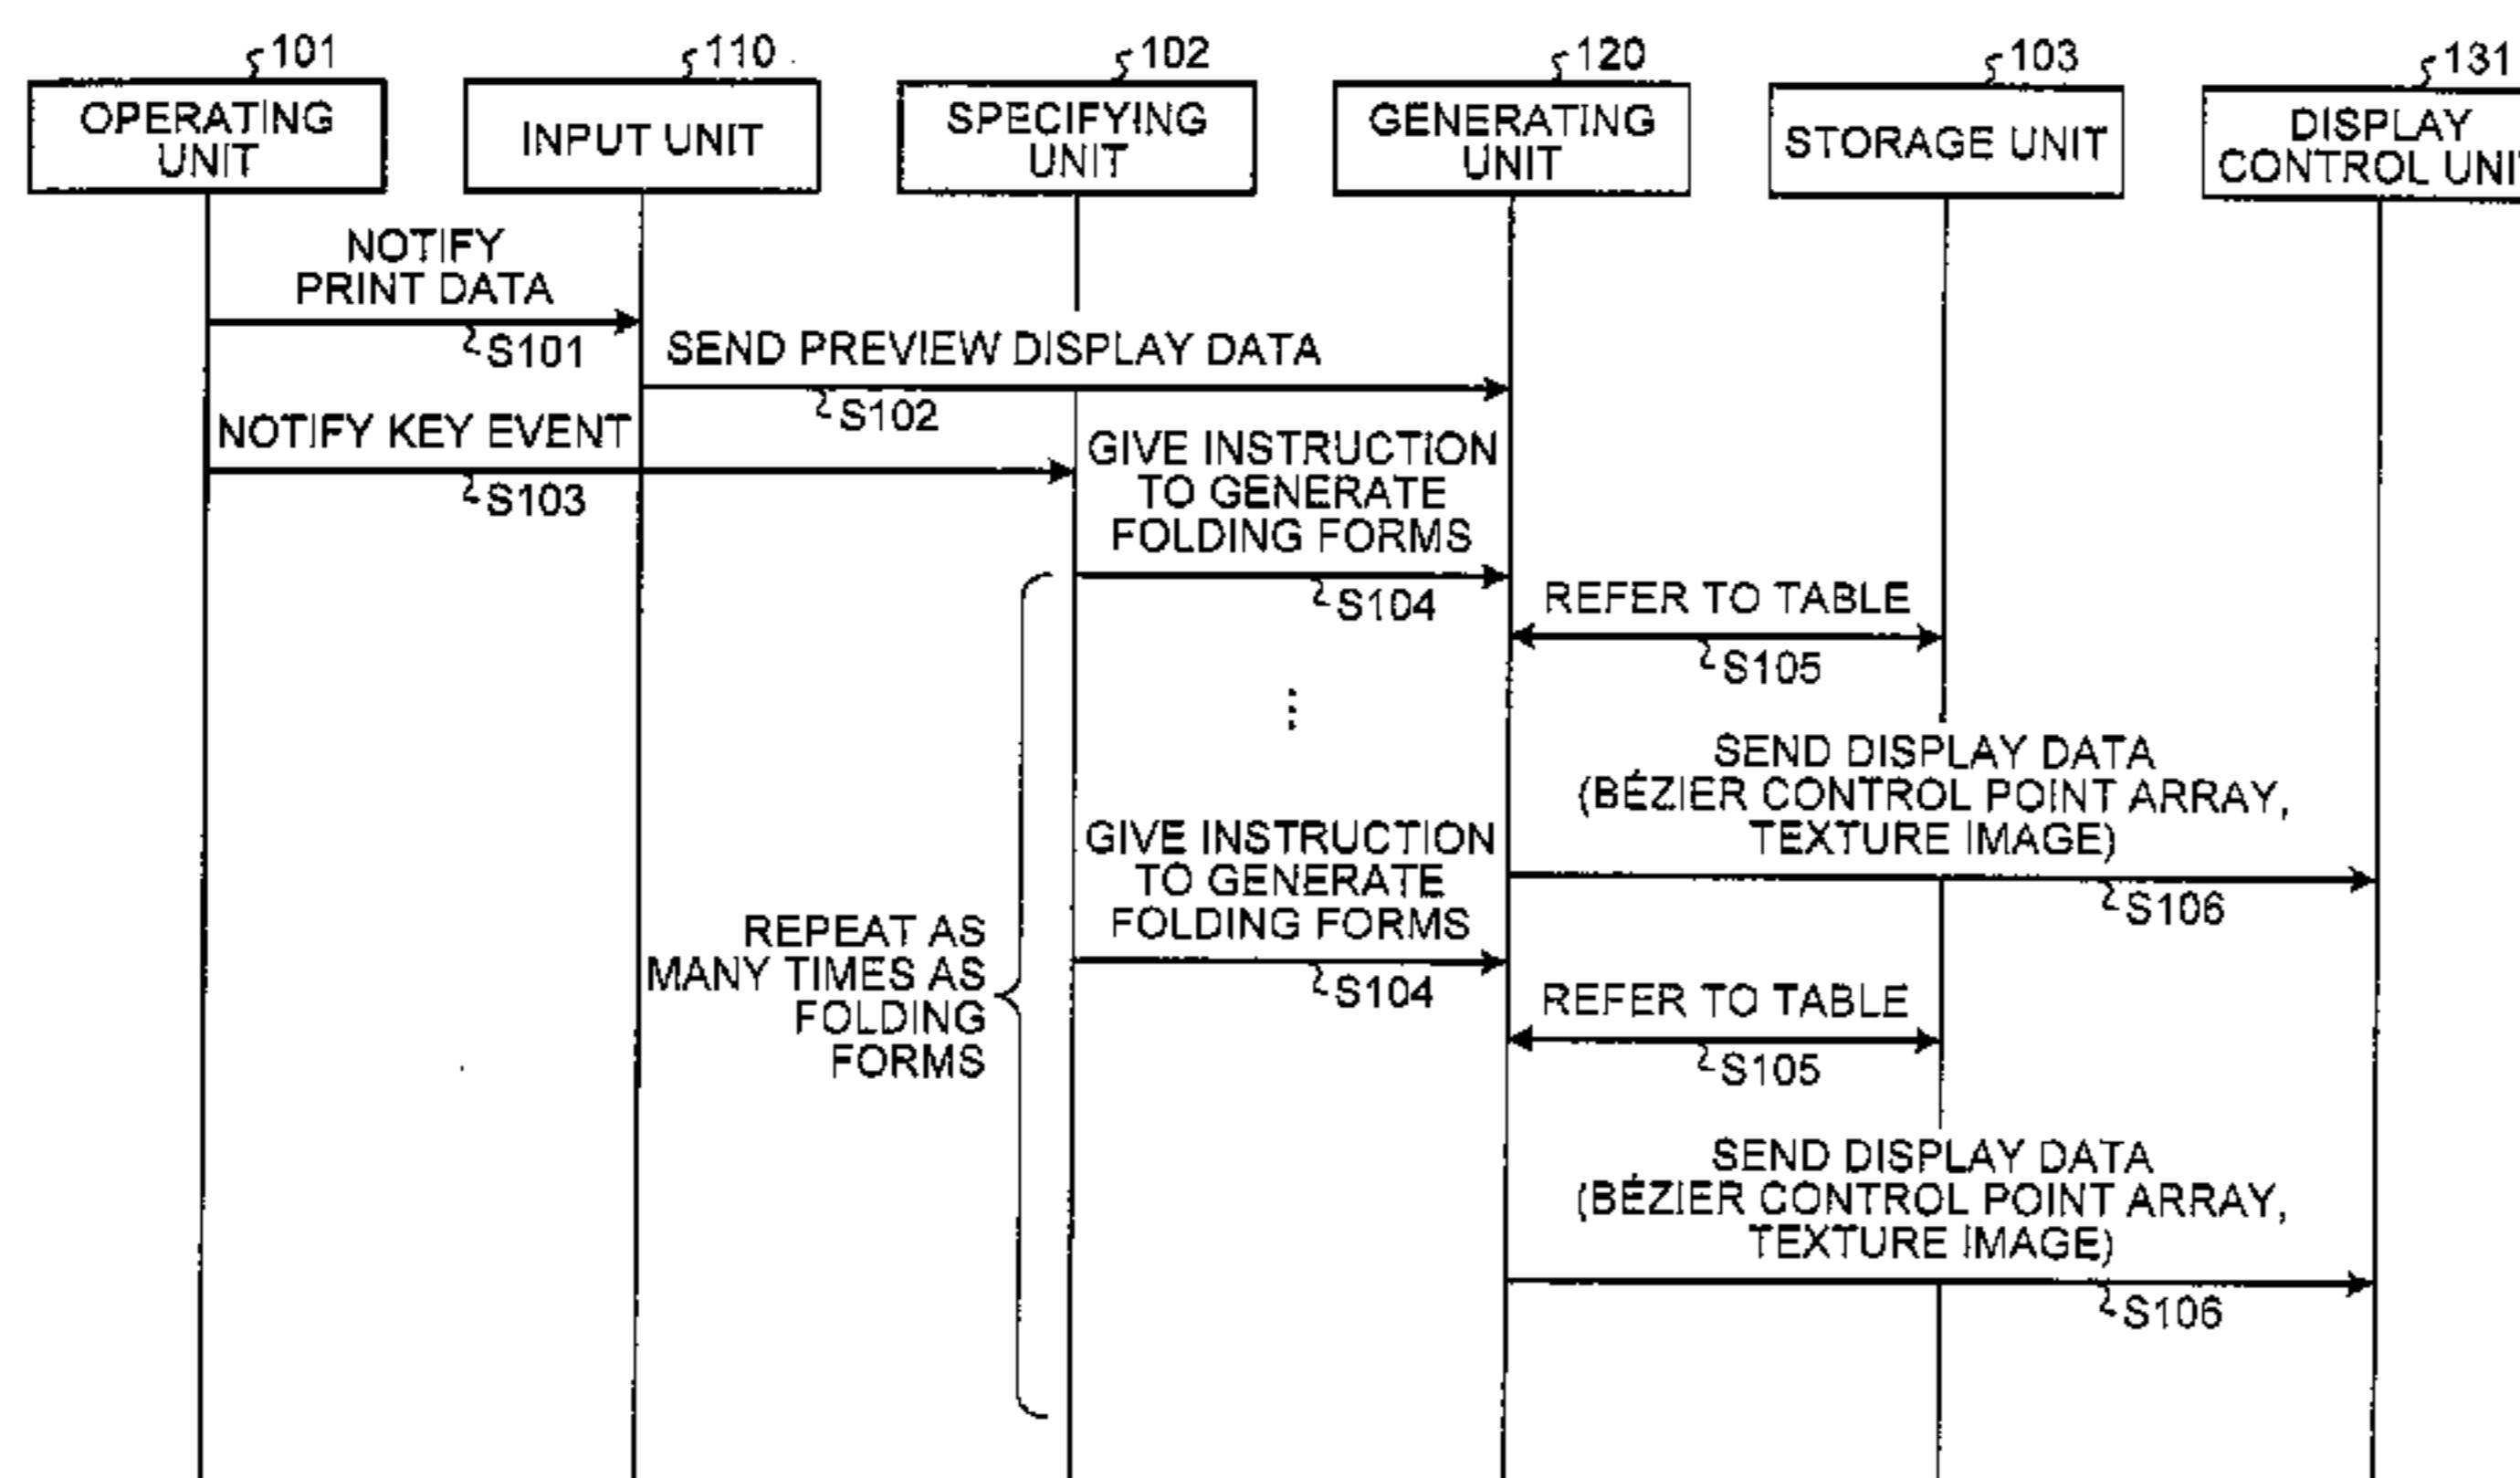 101
110
102
120
103
131
OPERATING
UNIT
INPUT UNIT
SPECIFYING
UNIT
GENERATING
UNIT
STORAGE UNIT
DISPLAY
CONTROL UNIT
NOTIFY
PRINT DATA
S101
SEND PREVIEW DISPLAY DATA
S102
NOTIFY KEY EVENT
S103
GIVE INSTRUCTION
TO GENERATE
FOLDING FORMS
S104
REFER TO TABLE
S105
SEND DISPLAY DATA
(BÉZIER CONTROL POINT ARRAY,
TEXTURE IMAGE)
S106
GIVE INSTRUCTION
TO GENERATE
FOLDING FORMS
S104
REPEAT AS
MANY TIMES AS
FOLDING
FORMS
REFER TO TABLE
S105
SEND DISPLAY DATA
(BÉZIER CONTROL POINT ARRAY,
TEXTURE IMAGE)
S106